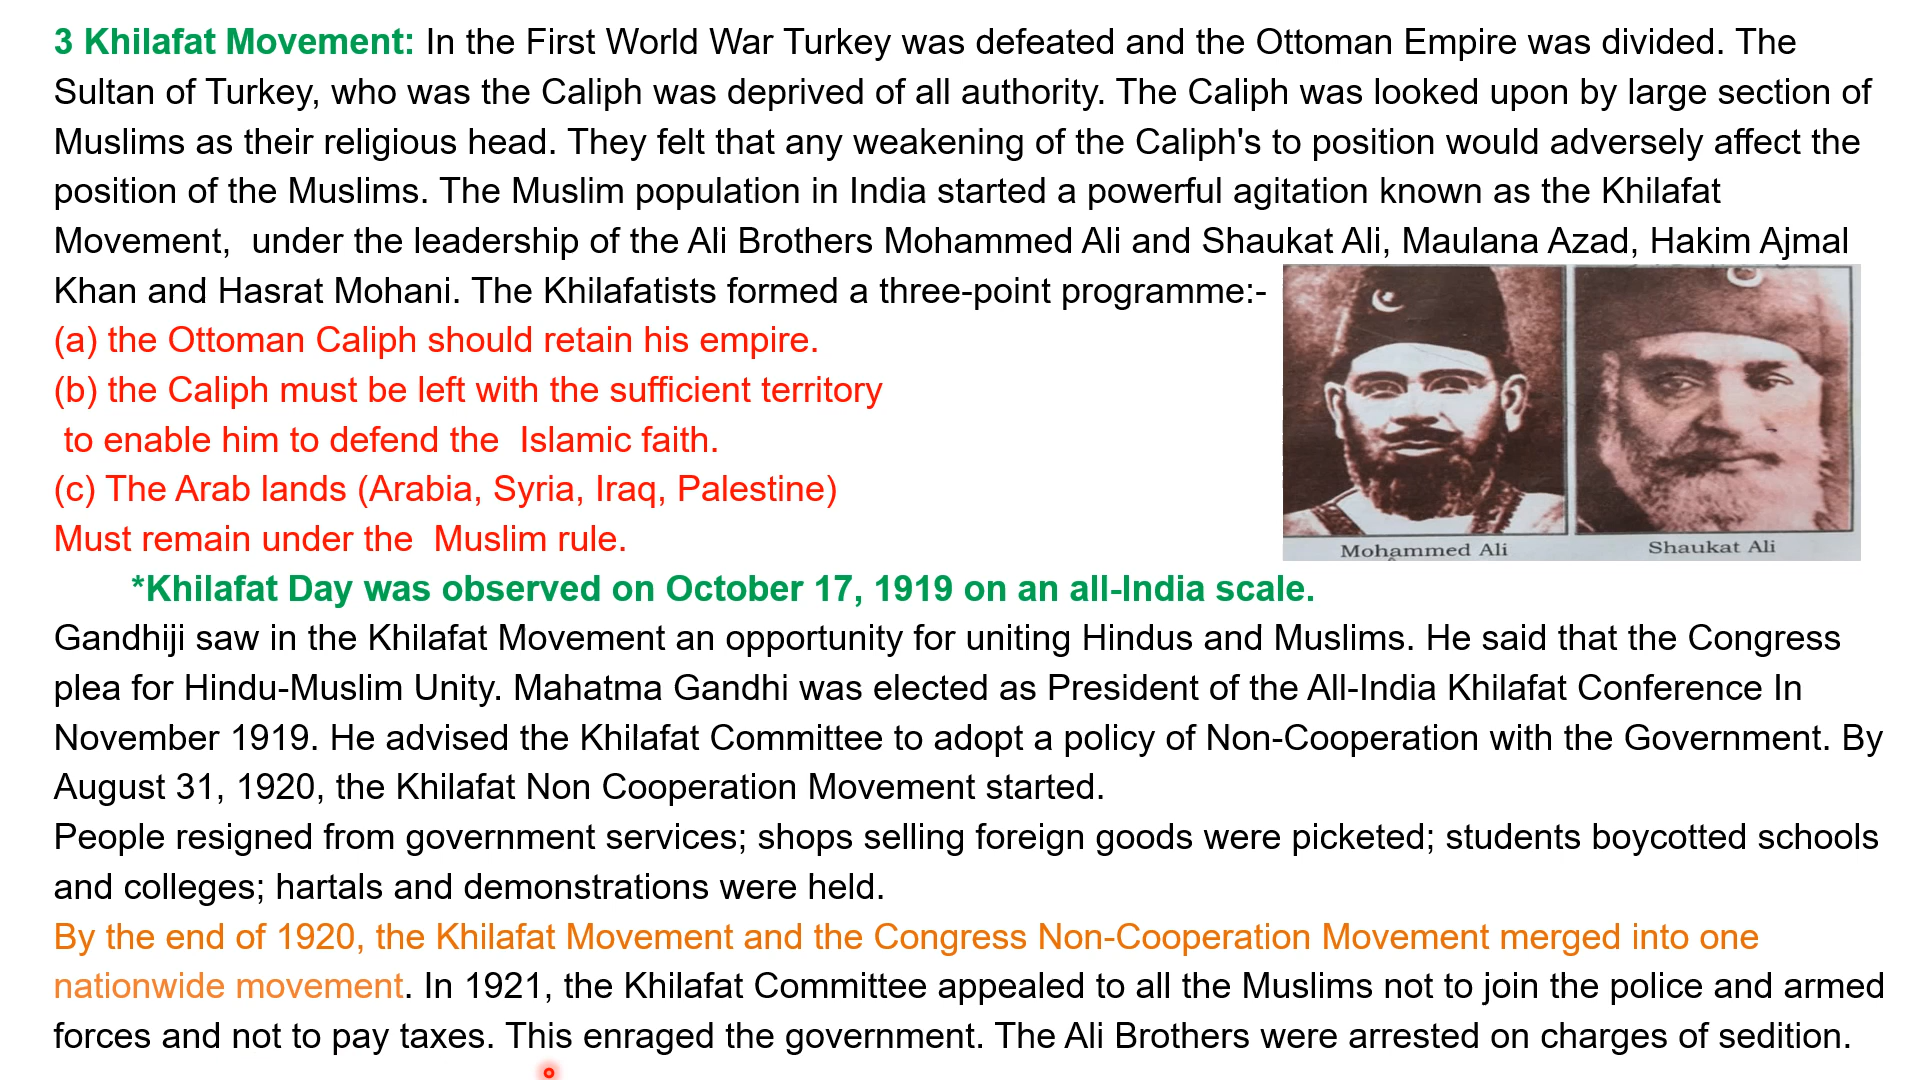 3 Khilafat Movement: In the First World War Turkey was defeated and the Ottoman Empire was divided. The
Sultan of Turkey, who was the Caliph was deprived of all authority. The Caliph was looked upon by large section of
Muslims as their religious head. They felt that any weakening of the Caliph's to position would adversely affect the
position of the Muslims. The Muslim population in India started a powerful agitation known as the Khilafat
Movement,  under the leadership of the Ali Brothers Mohammed Ali and Shaukat Ali, Maulana Azad, Hakim Ajmal
Khan and Hasrat Mohani. The Khilafatists formed a three-point programme:-
(a) the Ottoman Caliph should retain his empire.
(b) the Caliph must be left with the sufficient territory
to enable him to defend the  Islamic faith.
(c) The Arab lands (Arabia, Syria, Iraq, Palestine)
Must remain under the  Muslim rule.
Mohammed Ali
Shaukat Ali
*Khilafat Day was observed on October 17, 1919 on an all-India scale.
Gandhiji saw in the Khilafat Movement an opportunity for uniting Hindus and Muslims. He said that the Congress
plea for Hindu-Muslim Unity. Mahatma Gandhi was elected as President of the All-India Khilafat Conference In
November 1919. He advised the Khilafat Committee to adopt a policy of Non-Cooperation with the Government. By
August 31, 1920, the Khilafat Non Cooperation Movement started.
People resigned from government services; shops selling foreign goods were picketed; students boycotted schools
and colleges; hartals and demonstrations were held.
By the end of 1920, the Khilafat Movement and the Congress Non-Cooperation Movement merged into one
nationwide movement. In 1921, the Khilafat Committee appealed to all the Muslims not to join the police and armed
forces and not to pay taxes. This enraged the government. The Ali Brothers were arrested on charges of sedition.